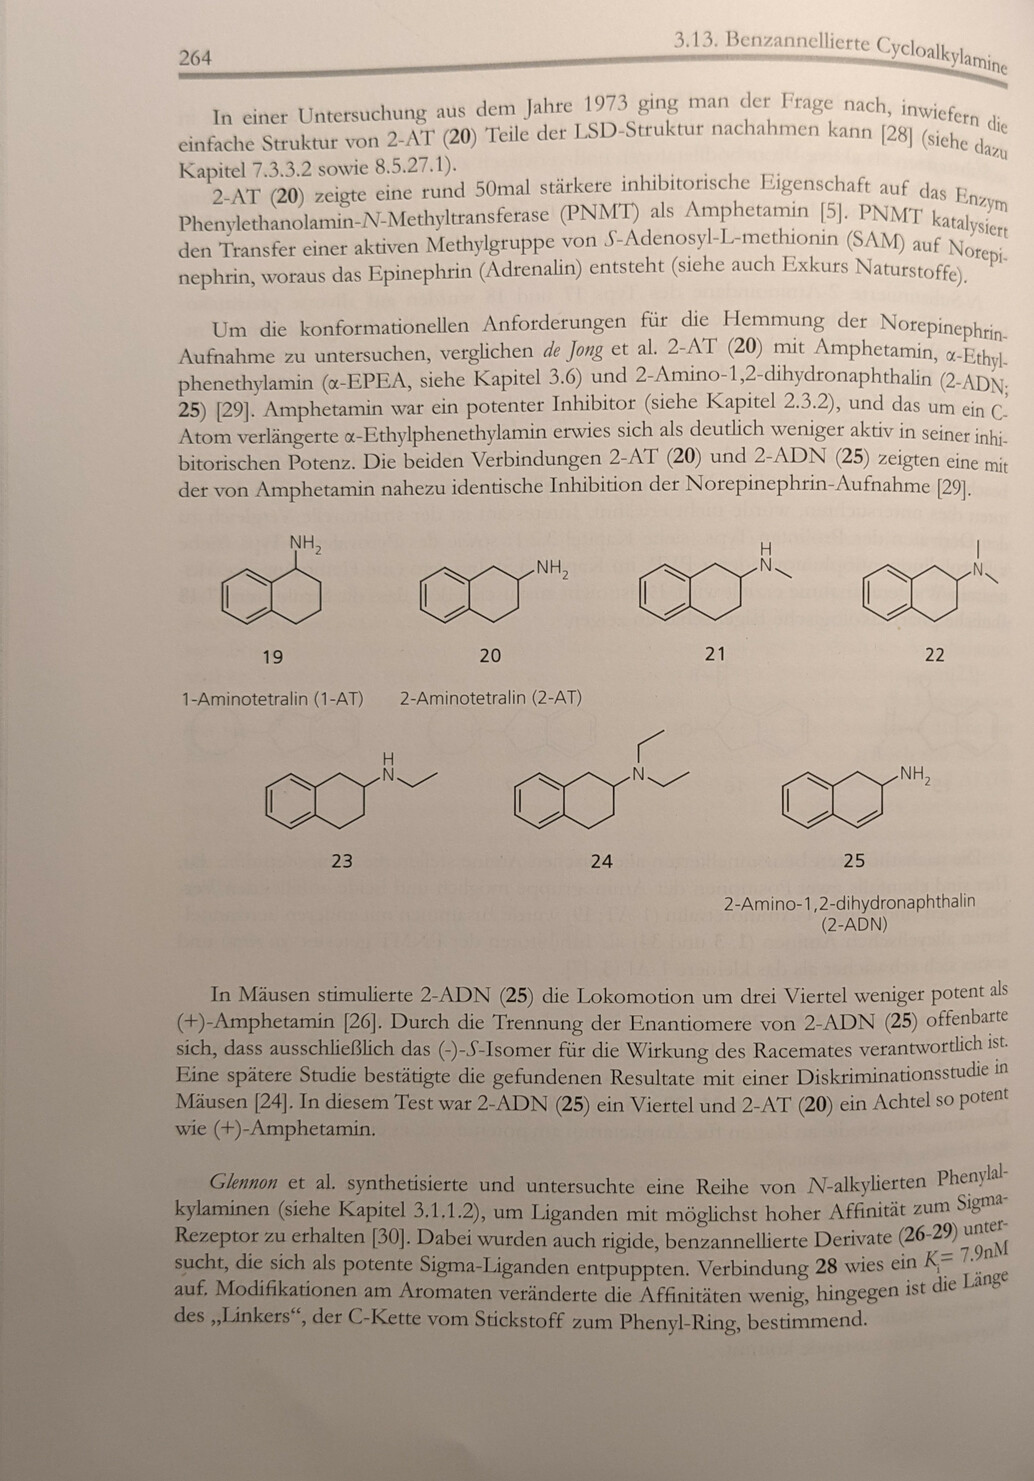 264
3.13. Benzannellierte Cycloalkylamine
In einer Untersuchung aus dem Jahre 1973 ging man der Frage nach, inwiefern die
einfache Struktur von 2-AT (20) Teile der LSD-Struktur nachahmen kann [28] (siehe dazu
Kapitel 7.3.3.2 sowie 8.5.27.1).
2-AT (20) zeigte eine rund 50mal stärkere inhibitorische Eigenschaft auf das Enzym
Phenylethanolamin-N-Methyltransferase (PNMT) als Amphetamin [5]. PNMT katalysiert
den Transfer einer aktiven Methylgruppe von S-Adenosyl-L-methionin (SAM) auf Norepi-
nephrin, woraus das Epinephrin (Adrenalin) entsteht (siehe auch Exkurs Naturstoffe).
Um die konformationellen Anforderungen für die Hemmung der Norepinephrin-
Aufnahme zu untersuchen, verglichen de Jong et al. 2-AT (20) mit Amphetamin, α-Ethyl-
phenethylamin (α-EPEA, siehe Kapitel 3.6) und 2-Amino-1,2-dihydronaphthalin (2-ADN;
25) [29]. Amphetamin war ein potenter Inhibitor (siehe Kapitel 2.3.2), und das um ein C-
Atom verlängerte α-Ethylphenethylamin erwies sich als deutlich weniger aktiv in seiner inhi-
bitorischen Potenz. Die beiden Verbindungen 2-AT (20) und 2-ADN (25) zeigten eine mit
der von Amphetamin nahezu identische Inhibition der Norepinephrin-Aufnahme [29].
NH2
NH2
H
N
N
19
20
21
22
1-Aminotetralin (1-AT)
2-Aminotetralin (2-AT)
H
N
N
NH2
23
24
25
2-Amino-1,2-dihydronaphthalin
(2-ADN)
In Mäusen stimulierte 2-ADN (25) die Lokomotion um drei Viertel weniger potent als
(+)-Amphetamin [26]. Durch die Trennung der Enantiomere von 2-ADN (25) offenbarte
sich, dass ausschließlich das (-)-S-Isomer für die Wirkung des Racemates verantwortlich ist.
Eine spätere Studie bestätigte die gefundenen Resultate mit einer Diskriminationsstudie in
Mäusen [24]. In diesem Test war 2-ADN (25) ein Viertel und 2-AT (20) ein Achtel so potent
wie (+)-Amphetamin.
Glennon et al. synthetisierte und untersuchte eine Reihe von N-alkylierten Phenylal-
kylaminen (siehe Kapitel 3.1.1.2), um Liganden mit möglichst hoher Affinität zum Sigma-
Rezeptor zu erhalten [30]. Dabei wurden auch rigide, benzannellierte Derivate (26-29) unter-
sucht, die sich als potente Sigma-Liganden entpuppten. Verbindung 28 wies ein Ki= 7.9nM
auf. Modifikationen am Aromaten veränderte die Affinitäten wenig, hingegen ist die Länge
des „Linkers“, der C-Kette vom Stickstoff zum Phenyl-Ring, bestimmend.